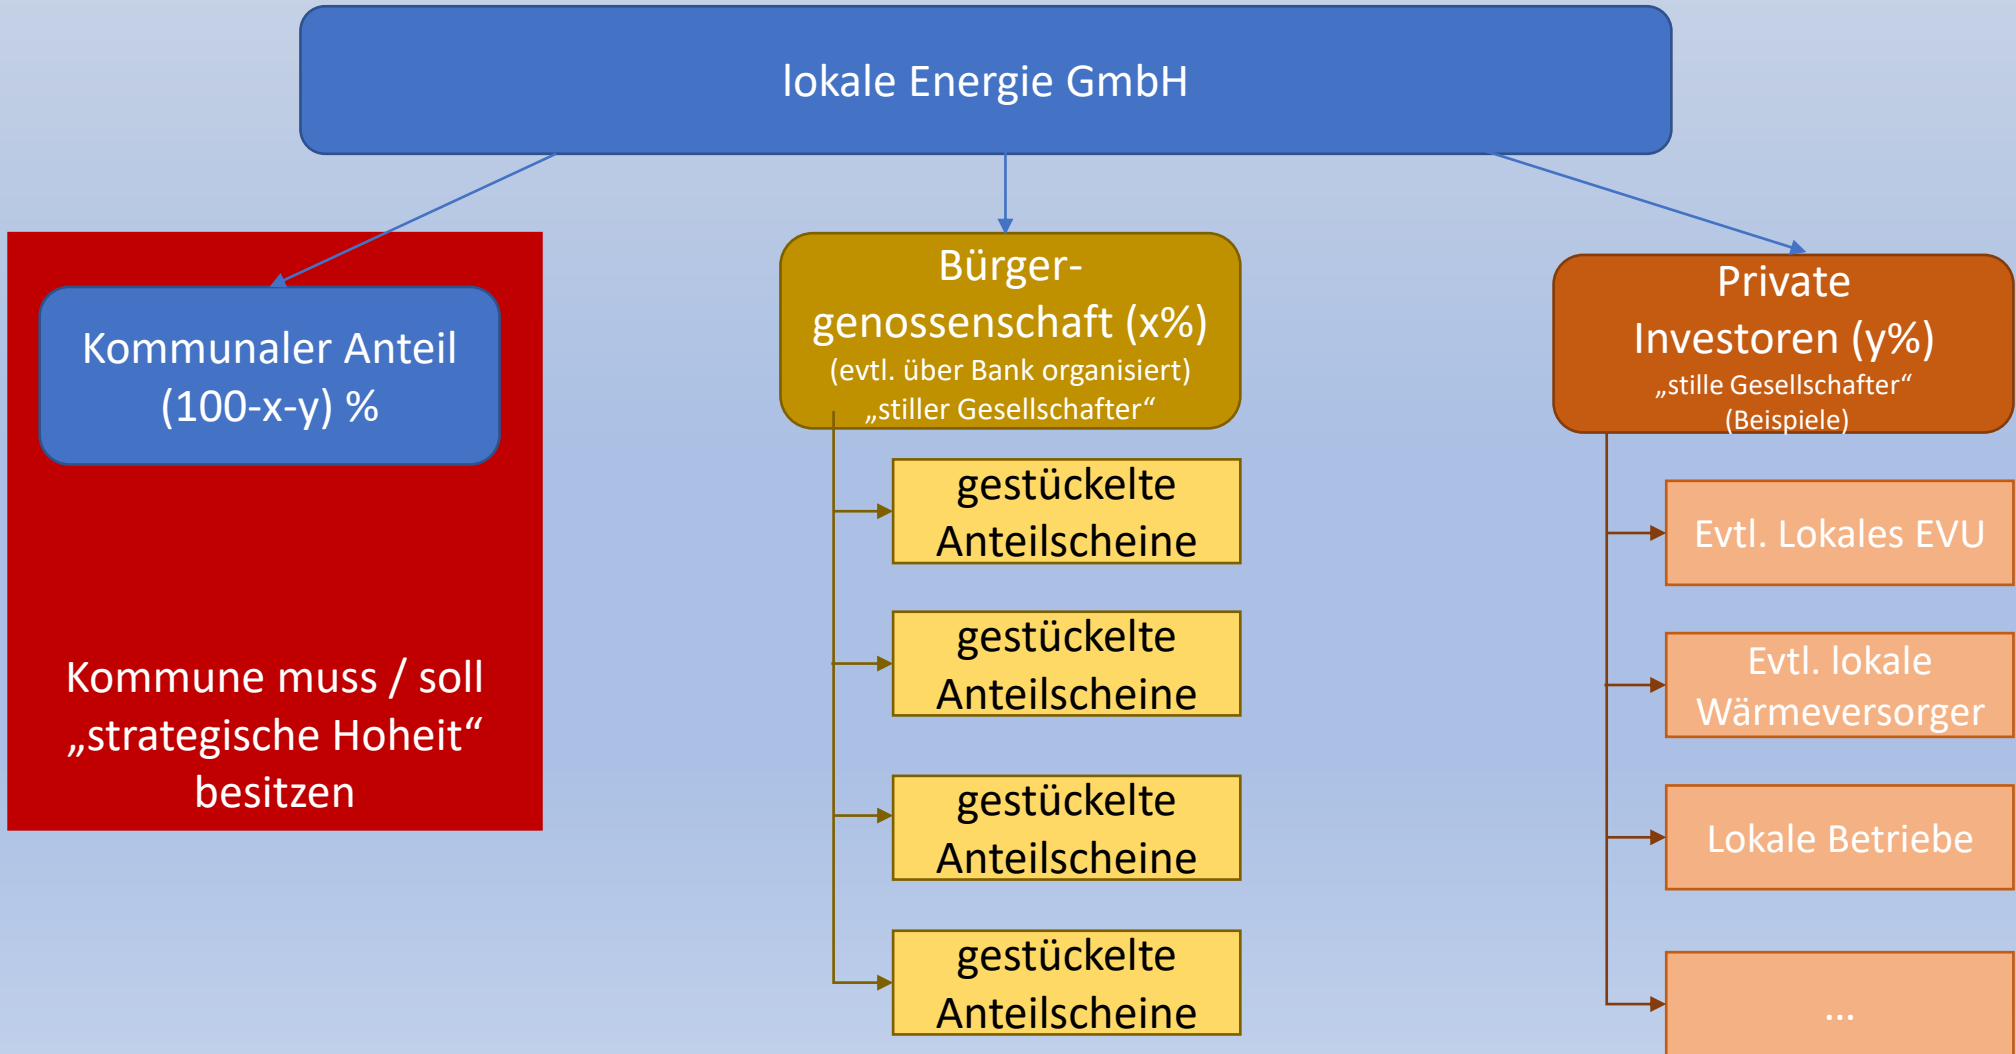 lokale Energie GmbH
Kommunaler Anteil
(100-x-y) %
Kommune muss / soll
„strategische Hoheit“
besitzen
Bürger-
genossenschaft (x%)
(evtl. über Bank organisiert)
„stiller Gesellschafter“
gestückelte
Anteilscheine
gestückelte
Anteilscheine
gestückelte
Anteilscheine
gestückelte
Anteilscheine
Private
Investoren (y%)
„stille Gesellschafter“
(Beispiele)
Evtl. Lokales EVU
Evtl. lokale
Wärmeversorger
Lokale Betriebe
...